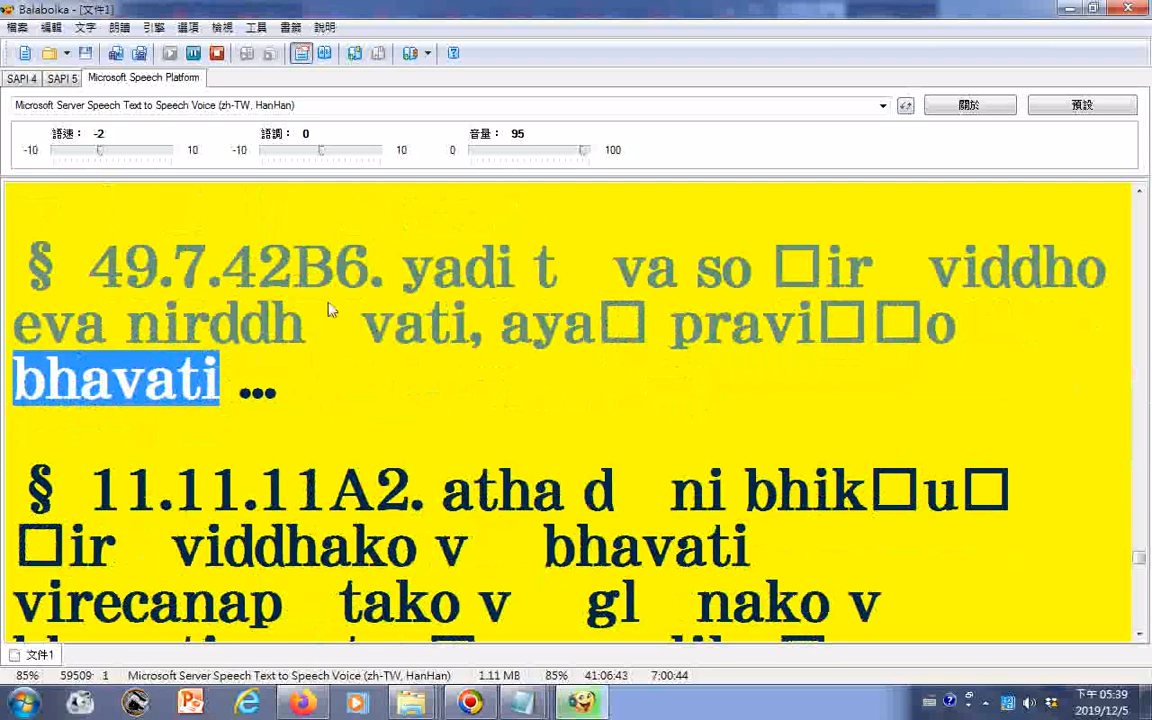 Balabolka - [文件1]
檔案 編輯 文字 朗讀 引擎 選項 檢視 工具 書籤 說明
SAPI 4 SAPI 5 Microsoft Speech Platform
Microsoft Server Speech Text to Speech Voice (zh-TW, HanHan) 關於 預設
語速： -2 語調： 0 音量： 95
-10 10 -10 10 0 100
§ 49.7.42B6. yadi t va so □ir viddho
eva nirddh vati, aya□ pravi□□o
bhavati ...
§ 11.11.11A2. atha d ni bhik□u□
□ir viddhako v bhavati
virecanap tako v gl nako v
文件1
85% 59509: 1 Microsoft Server Speech Text to Speech Voice (zh-TW, HanHan) 1.11 MB 85% 41:06:43 7:00:44
下午 05:39
2019/12/5